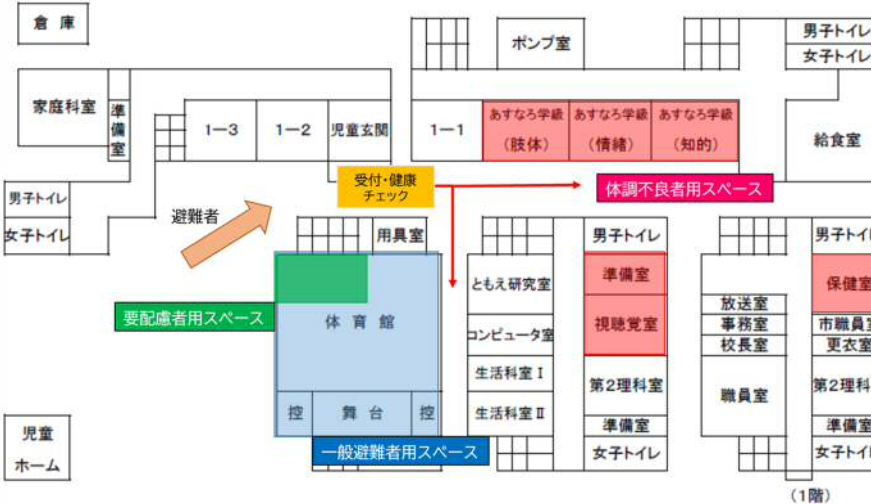 倉庫
ポンプ室
男子トイレ
女子トイレ
家庭科室
準備室
1ー3
1ー2
児童玄関
1ー1
あすなろ学級
(肢体)
あすなろ学級
(情緒)
あすなろ学級
(知的)
給食室
受付・健康
チェック
体調不良者用スペース
男子トイレ
女子トイレ
避難者
用具室
男子トイレ
男子トイレ
要配慮者用スペース
体育館
ともえ研究室
準備室
保健室
コンピュータ室
視聴覚室
放送室
事務室
校長室
市職員室
更衣室
生活科室Ⅰ
第2理科室
職員室
第2理科
控
舞台
控
生活科室Ⅱ
準備室
準備室
一般避難者用スペース
女子トイレ
女子トイレ
児童
ホーム
(1階)